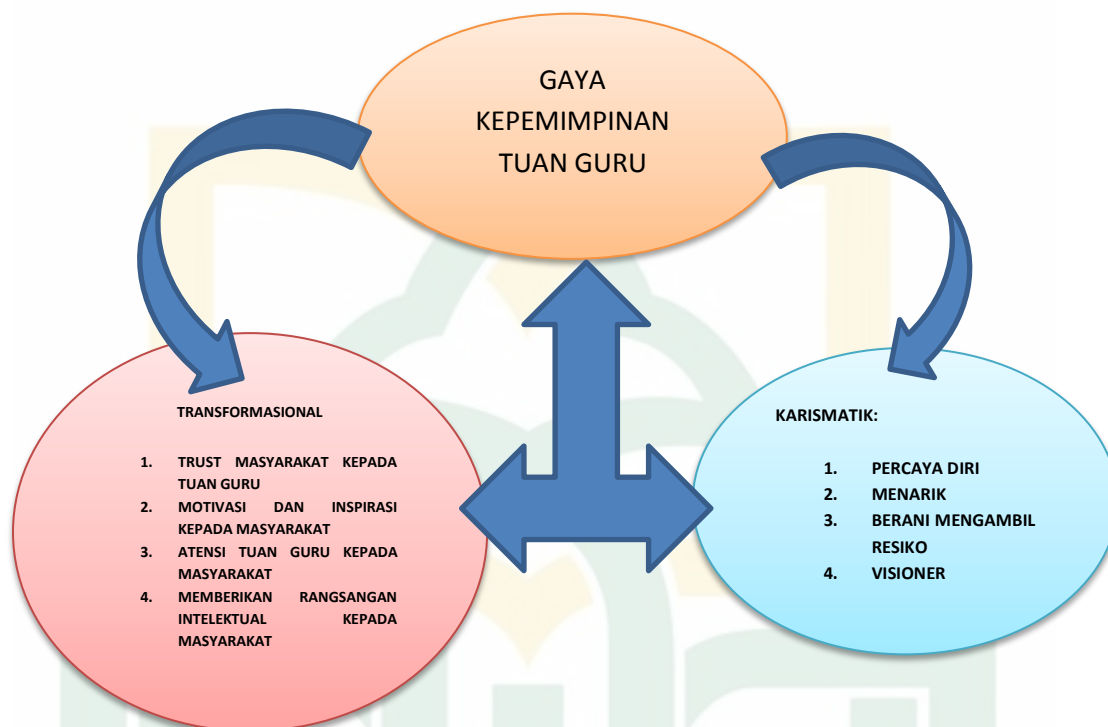 GAYA
KEPEMIMPINAN
TUAN GURU
TRANSFORMASIONAL
1. TRUST MASYARAKAT KEPADA
TUAN GURU
2. MOTIVASI DAN INSPIRASI
KEPADA MASYARAKAT
3. ATENSI TUAN GURU KEPADA
MASYARAKAT
4. MEMBERIKAN RANGSANGAN
INTELEKTUAL KEPADA
MASYARAKAT
KARISMATIK:
1. PERCAYA DIRI
2. MENARIK
3. BERANI MENGAMBIL
RESIKO
4. VISIONER